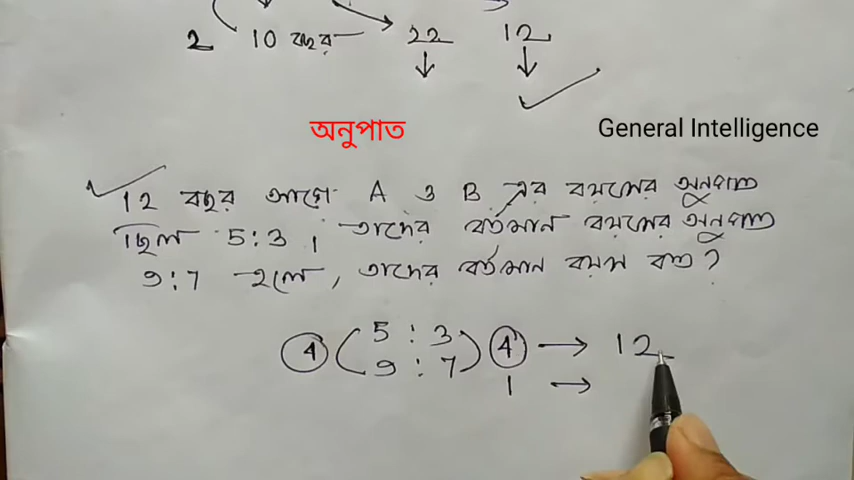 2 10 বছর 22 12
অনুপাত General Intelligence
12 বছর আগে A ও B এর বয়সের অনুপাত
ছিল 5:3 । তাদের বর্তমান বয়সের অনুপাত
9:7 হলে, তাদের বর্তমান বয়স কত?
4 ( 5 : 3 ) 4 → 12
9 : 7
1 →